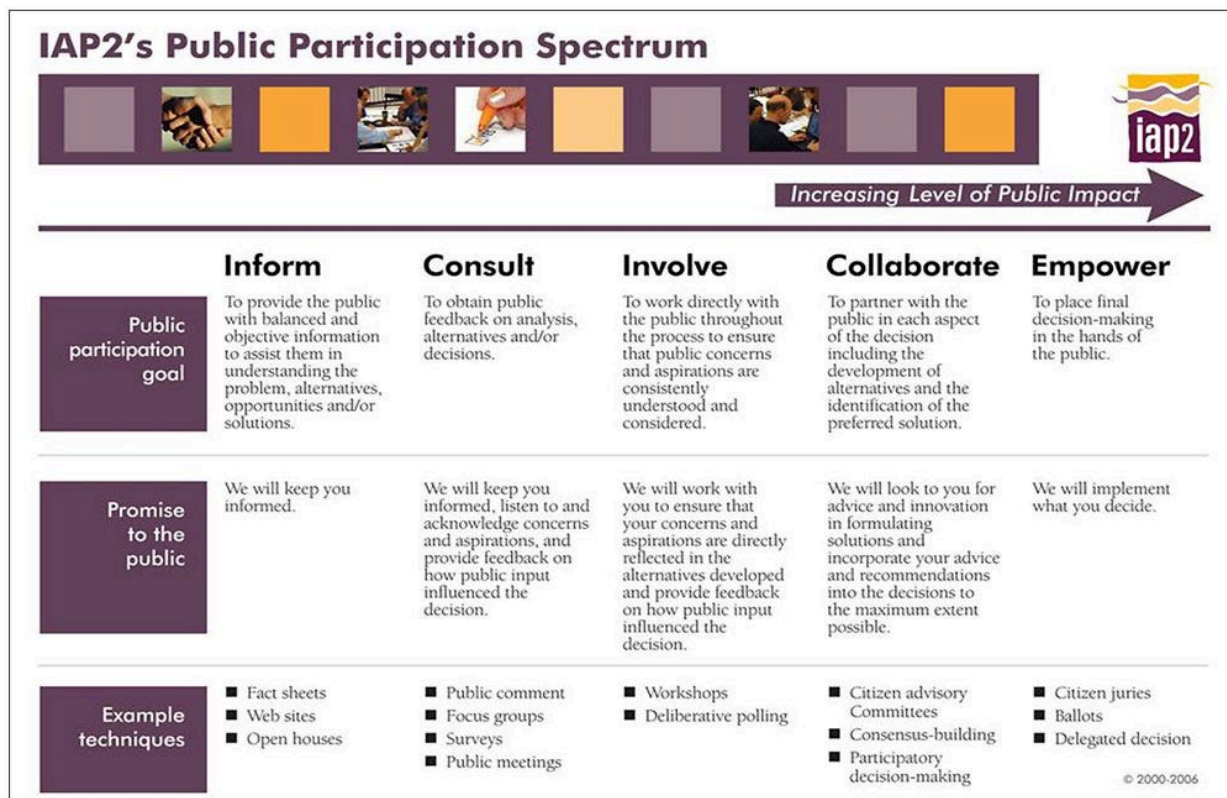 IAP2's Public Participation Spectrum
iap2
Increasing Level of Public Impact
Inform
Consult
Involve
Collaborate
Empower
Public
participation
goal
To provide the public
with balanced and
objective information
to assist them in
understanding the
problem, alternatives,
opportunities and/or
solutions.
To obtain public
feedback on analysis,
alternatives and/or
decisions.
To work directly with
the public throughout
the process to ensure
that public concerns
and aspirations are
consistently
understood and
considered.
To partner with the
public in each aspect
of the decision
including the
development of
alternatives and the
identification of the
preferred solution.
To place final
decision-making
in the hands of
the public.
Promise
to the
public
We will keep you
informed.
We will keep you
informed, listen to and
acknowledge concerns
and aspirations, and
provide feedback on
how public input
influenced the
decision.
We will work with
you to ensure that
your concerns and
aspirations are directly
reflected in the
alternatives developed
and provide feedback
on how public input
influenced the
decision.
We will look to you for
advice and innovation
in formulating
solutions and
incorporate your advice
and recommendations
into the decisions to
the maximum extent
possible.
We will implement
what you decide.
Example
techniques
■ Fact sheets
■ Web sites
■ Open houses
■ Public comment
■ Focus groups
■ Surveys
■ Public meetings
■ Workshops
■ Deliberative polling
■ Citizen advisory
Committees
■ Consensus-building
■ Participatory
decision-making
■ Citizen juries
■ Ballots
■ Delegated decision
© 2000-2006